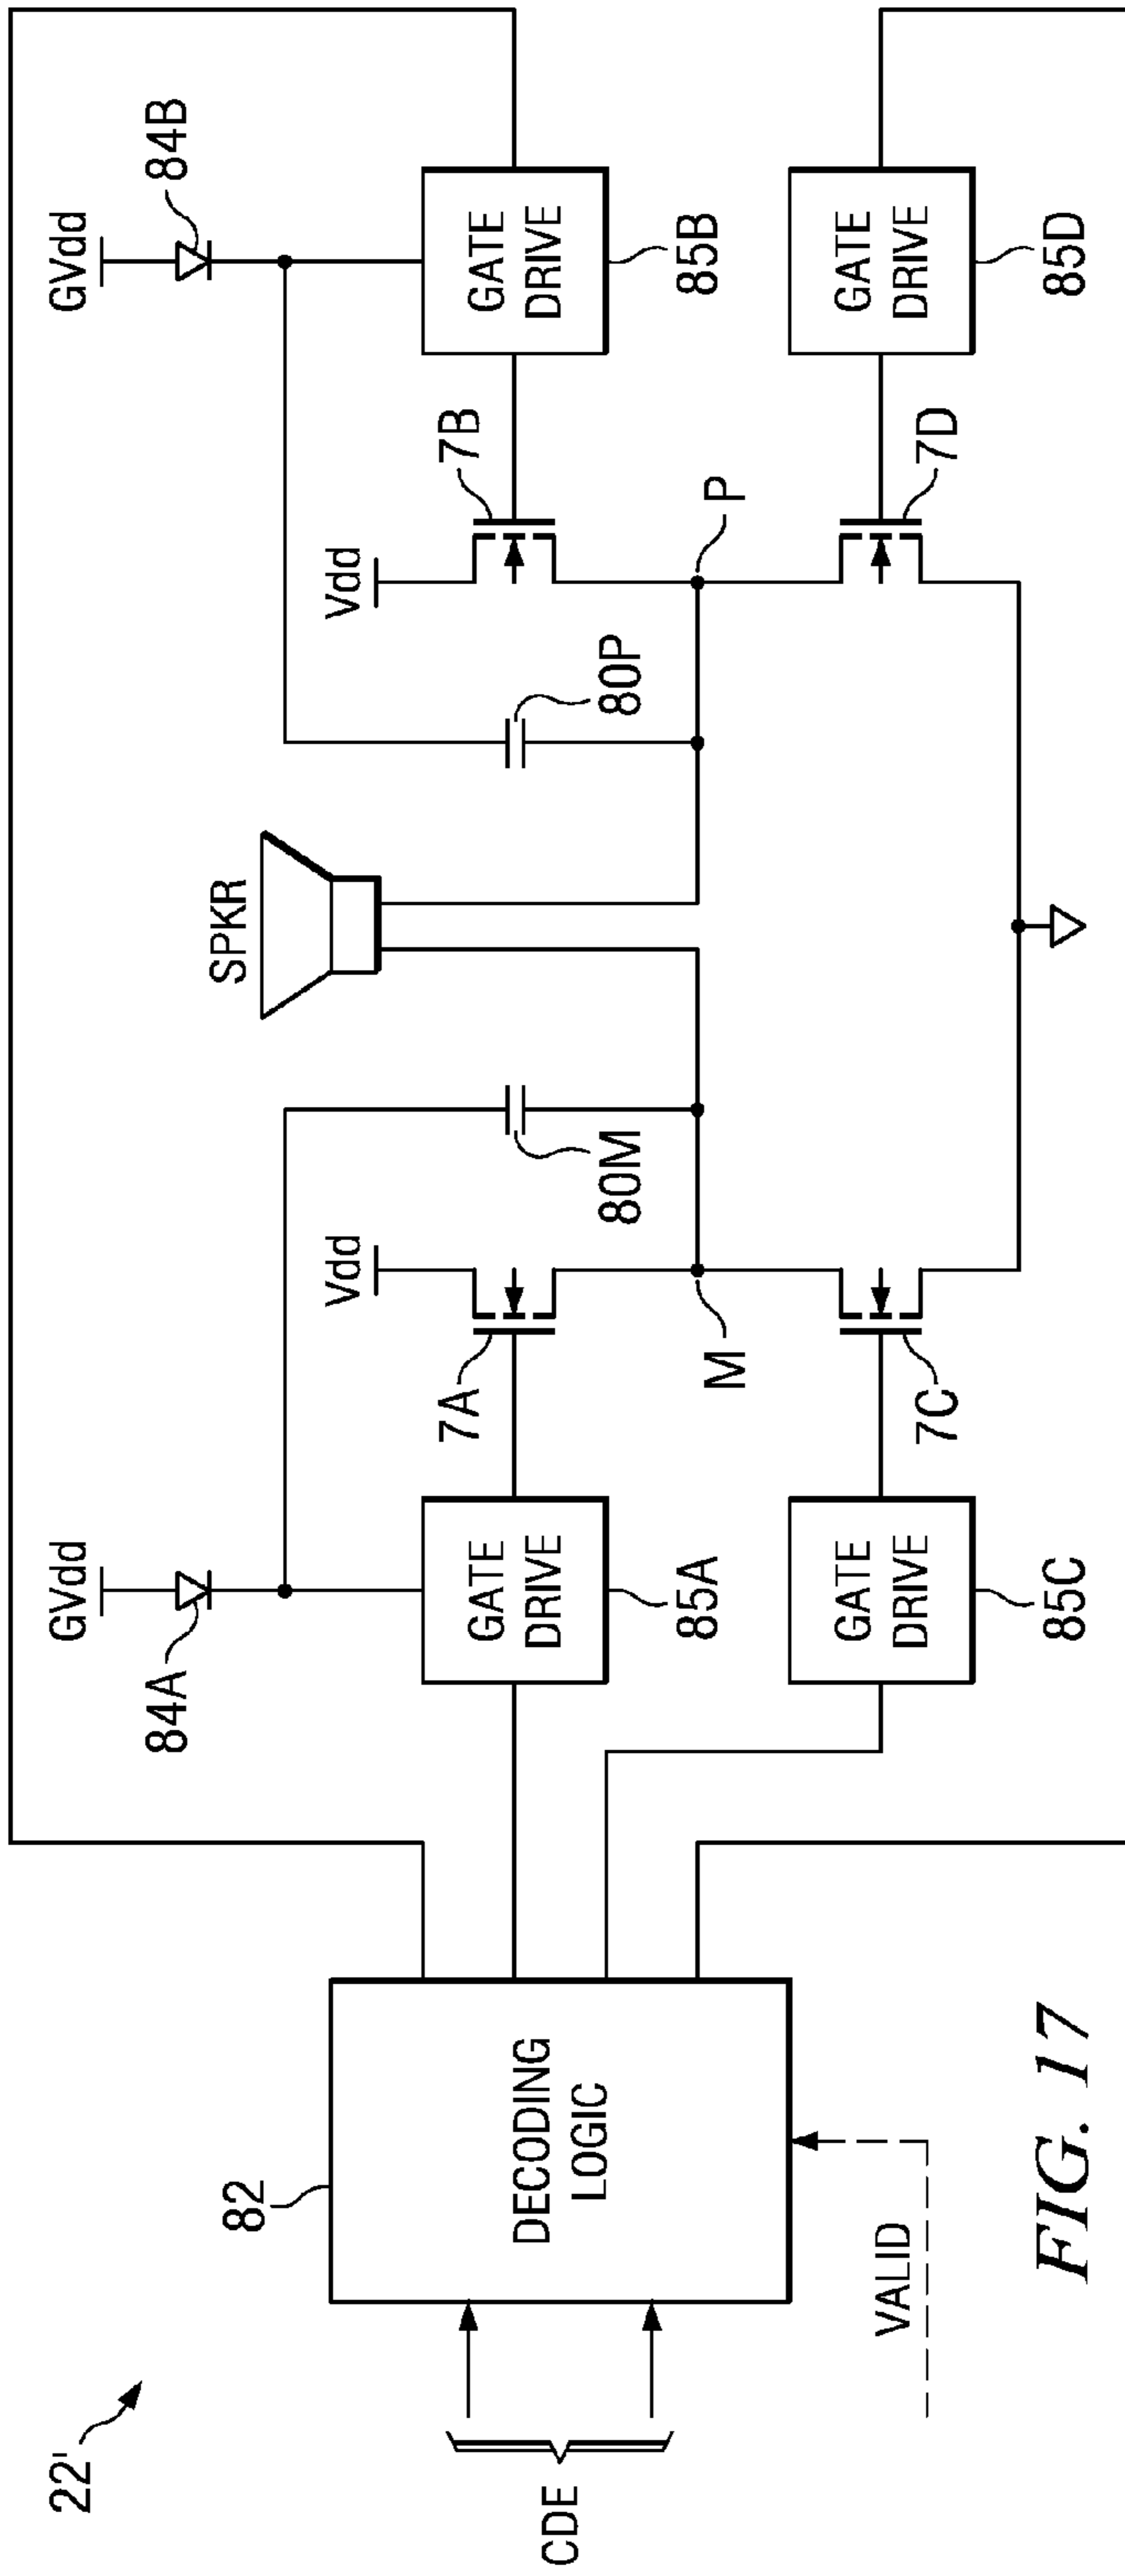 22'
GVdd
84A
GVdd
84B
SPKR
82
Vdd
Vdd
7A
80M
80P
7B
GATE
DRIVE
85A
GATE
DRIVE
85B
CDE
DECODING
LOGIC
M
P
VALID
GATE
DRIVE
85C
7C
7D
GATE
DRIVE
85D
FIG. 17